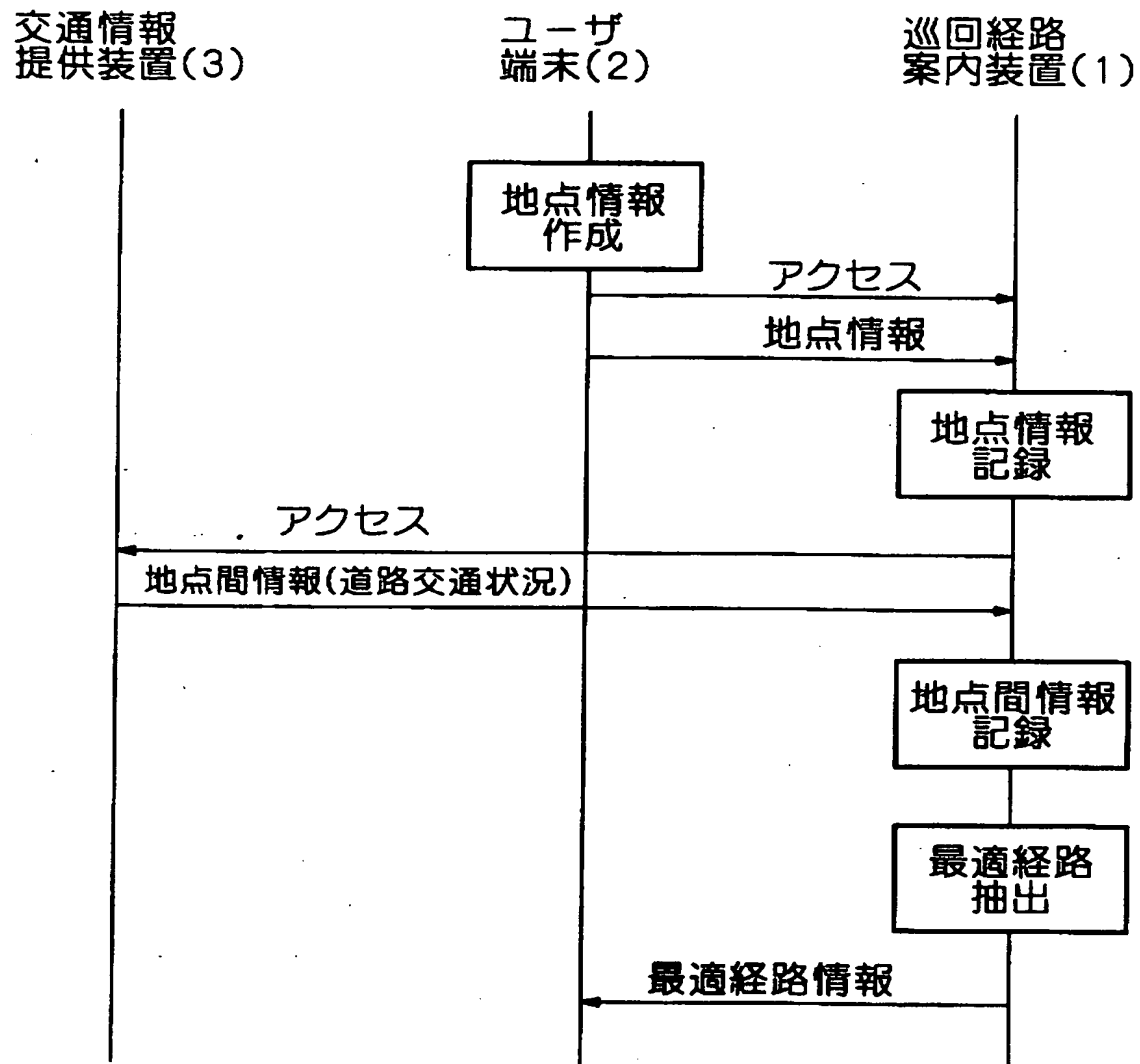 交通情報
提供装置(3)
ユーザ
端末(2)
巡回経路
案内装置(1)
地点情報
作成
アクセス
地点情報
地点情報
記録
アクセス
地点間情報(道路交通状況)
地点間情報
記録
最適経路
抽出
最適経路情報